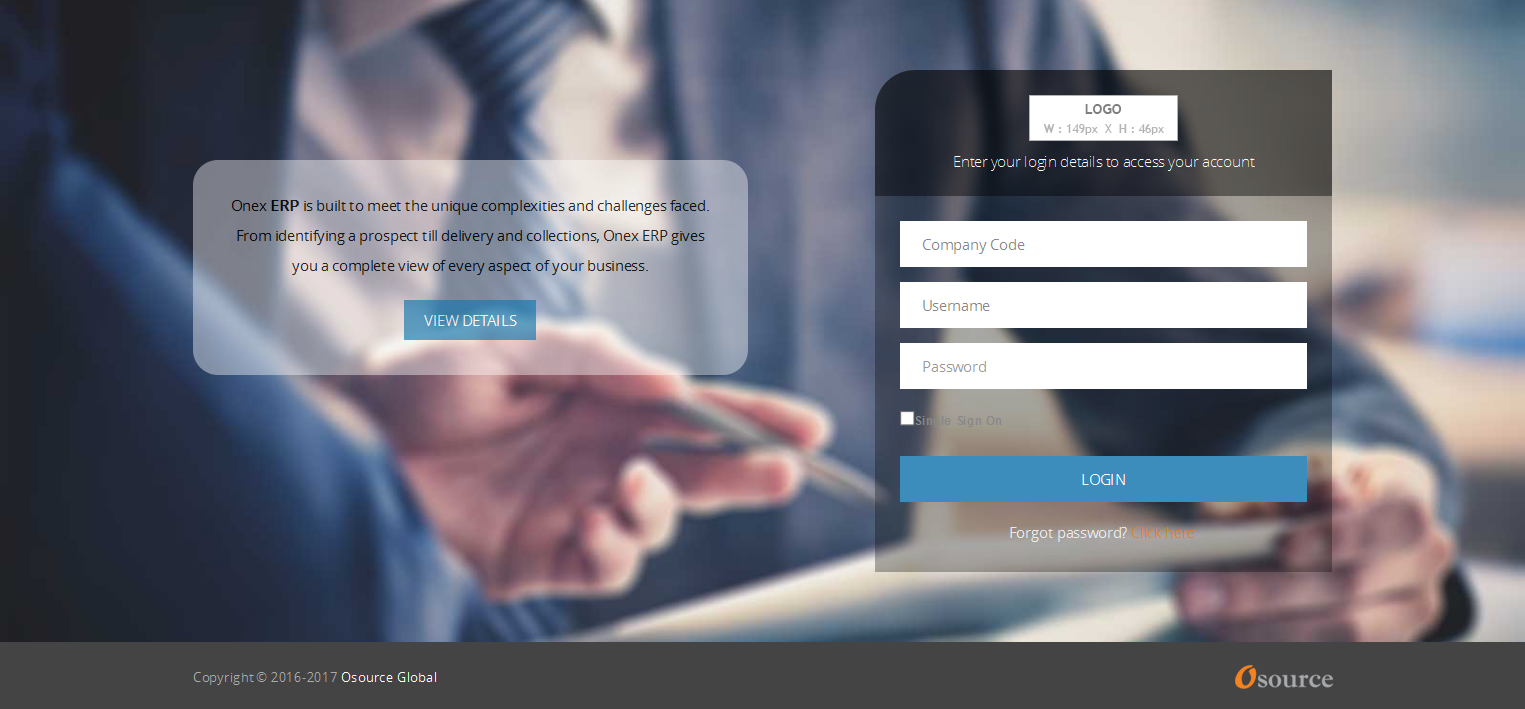 Onex ERP is built to meet the unique complexities and challenges faced.
From identifying a prospect till delivery and collections, Onex ERP gives
you a complete view of every aspect of your business.
VIEW DETAILS
LOGO
W : 149px X H : 46px
Enter your login details to access your account
Company Code
Username
Password
Single Sign On
LOGIN
Forgot password? Click here
Copyright © 2016-2017 Osource Global
Osource